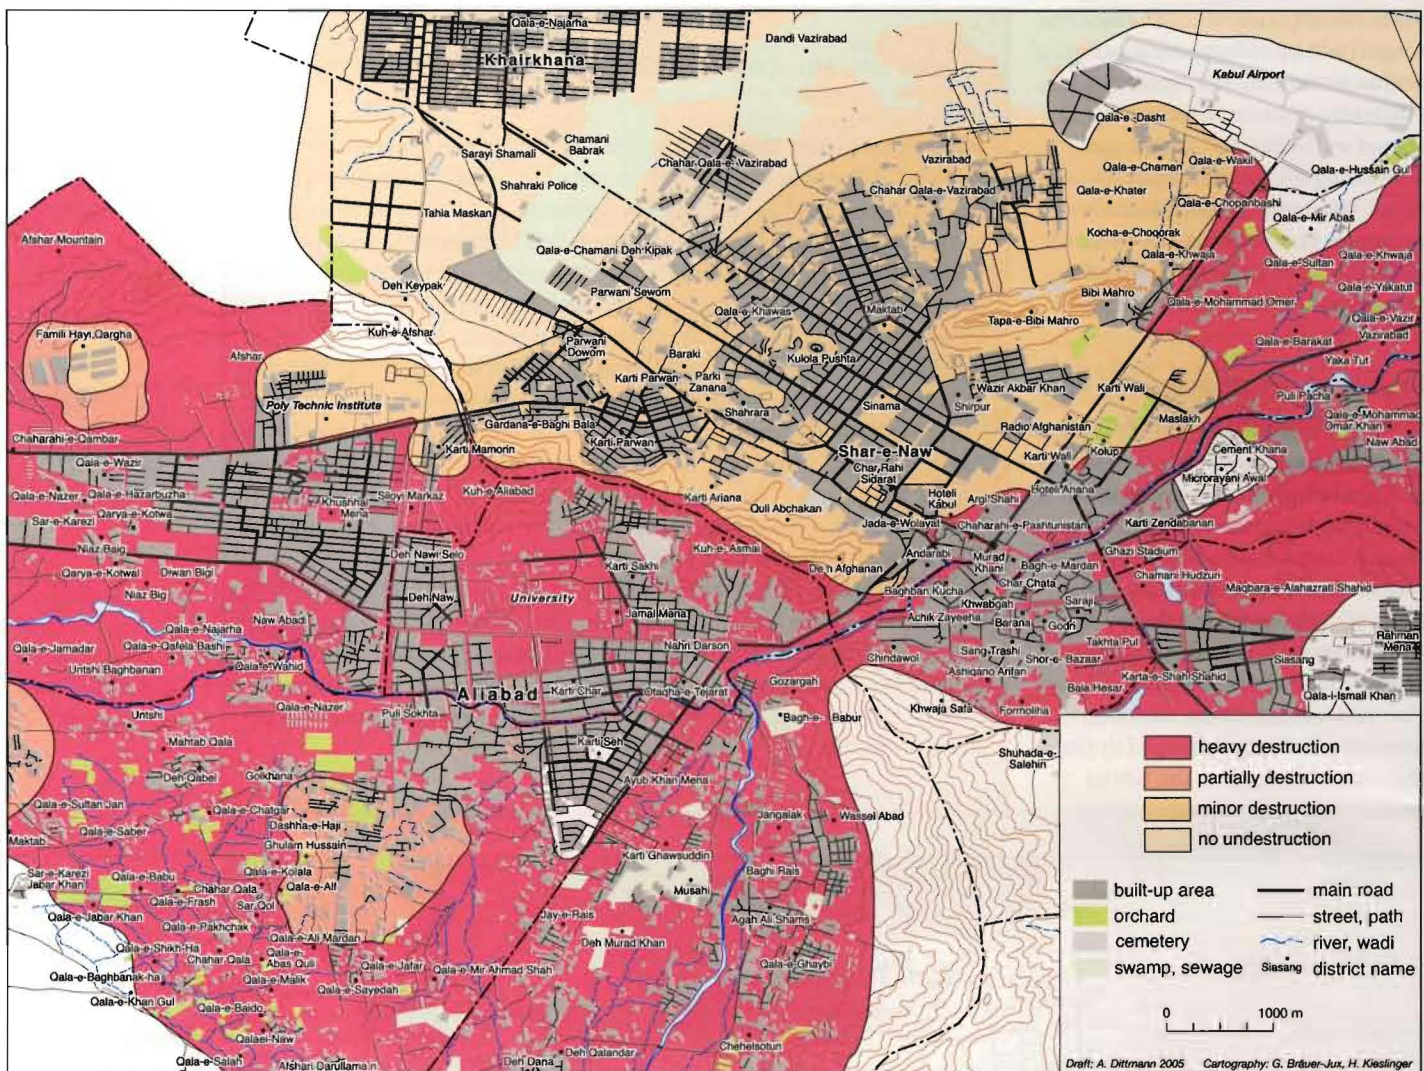 Qala-e-Najarha
Khairkhana
Dandi Vazirabad
Kabul Airport
Qala-e-Dasht
Sarayi Shamali
Chamani
Babrak
Chahar Qala-e-Vazirabad
Vazirabad
Qala-e-Chaman
Qala-e-Wakil
Qala-e-Hussain Gul
Shahraki Police
Chahar Qala-e-Vazirabad
Qala-e-Khater
Qala-e-Chopanbashi
Tahia Maskan
Qala-e-Mir Abas
Afshar Mountain
Kocha-e-Choqorak
Qala-e-Chamani Deh Kipak
Qala-e-Khwaja
Qala-e-Sultan
Qala-e-Khwaja
Deh Keypak
Parwani Sewom
Bibi Mahro
Qala-e-Yakatut
Qala-e-Mohammad Omer
Qala-e-Khawas
Maktab
Tapa-e-Bibi Mahro
Qala-e-Vazir
Vazirabad
Famili Hayi Qargha
Kuh-e-Afshar
Parwani
Dowom
Qala-e-Barakat
Afshar
Baraki
Kulola Pushta
Yaka Tut
Karti Parwan
Parki
Zanana
Wazir Akbar Khan
Karti Wali
Puli Pacha
Poly Technic Instituta
Shahrara
Sinama
Shirpur
Maslakh
Qala-e-Mohammad
Omar Khan
Gardana-e-Baghi Bala
Radio Afghanistan
Naw Abad
Chaharahi-e-Qambar
Karti Parwan
Karti Mamorin
Shar-e-Naw
Karti Wali
Kolup
Cement Khana
Qala-e-Wazir
Char Rahi
Sidarat
Microrayani Awal
Qala-e-Nazer
Qala-e-Hazarbuzha
Khushhal
Mena
Siloyi Markaz
Kuh-e-Aliabad
Karti Ariana
Hoteli
Kabul
Hoteli Ariana
Argi Shahi
Sar-e-Karezi
Qarya-e-Kotwal
Quli Abchakan
Jada-e-Wolayat
Chaharahi-e-Pashtunistan
Karti Zendabanan
Niaz Baig
Deh Nawi Selo
Kuh-e-Asmai
Andarabi
Murad
Khani
Ghazi Stadium
Qarya-e-Kotwal
Diwan Bigi
Karti Sakhi
Deh Afghanan
Bagh-e-Mardan
Chamani Hudzuri
Niaz Big
Deh Naw
University
Baghban Kucha
Char Chata
Maqbara-e-Alahazrati Shahid
Khwabgah
Saraji
Naw Abadi
Jamal Mana
Achik Zayeeha
Barana
Godri
Qala-e-Najarha
Qala-e-Jamadar
Qala-e-Qafela Bashir
Nahri Darson
Sang Trashi
Takhta Pul
Rahman
Mena
Chindawol
Shor-e-Bazaar
Siasang
Untshi Baghbanan
Qala-e-Wahid
Ashiqano Arifan
Karta-e-Shahi Shahid
Aliabad
Karti Char
Otaqha-e-Tejarat
Gozargah
Bala Hesar
Qala-i-Ismail Khan
Qala-e-Nazer
Khwaja Safa
Untshi
Puli Sokhta
Bagh-e-Babur
Formoliha
Mahtab Qala
Karti Seh
Shuhada-e-
Salehin
Deh Qabel
Golkhana
Ayub Khan Mena
Qala-e-Sultan Jan
Qala-e-Chatgar
Jangalak
Wassel Abad
Dashha-e-Haji
Maktab
Qala-e-Saber
Ghulam Hussain
Karti Ghawsuddin
Sar-e-Karezi
Jabar Khan
Qala-e-Babu
Qala-e-Kolala
Baghi Rais
Chahar Qala
Qala-e-Alf
Musahi
Qala-e-Frash
Sar Qol
Qala-e-Jabar Khan
Jay-e-Rais
Agah Ali Shams
Qala-e-Pakhchak
Qala-e-Ali Mardan
Deh Murad Khan
Qala-e-Shikh-Ha
Chahar Qala
Qala-e-
Abas Quli
Qala-e-Jafar
Qala-e-Ghaybi
Qala-e-Baghbanak-ha
Qala-e-Malik
Qala-e-Mir Ahmad Shah
Qala-e-Sayedah
Qala-e-Khan Gul
Qala-e-Baido
Qalaei-Naw
Chehelsotun
Qala-e-Salah
Afshari Darullamain
Deh Dana
Deh Qalandar
heavy destruction
partially destruction
minor destruction
no undestruction
built-up area
main road
orchard
street, path
cemetery
river, wadi
swamp, sewage
Siasang
district name
0
1000 m
Draft: A. Dittmann 2005 Cartography: G. Bräuer-Jux, H. Kieslinger